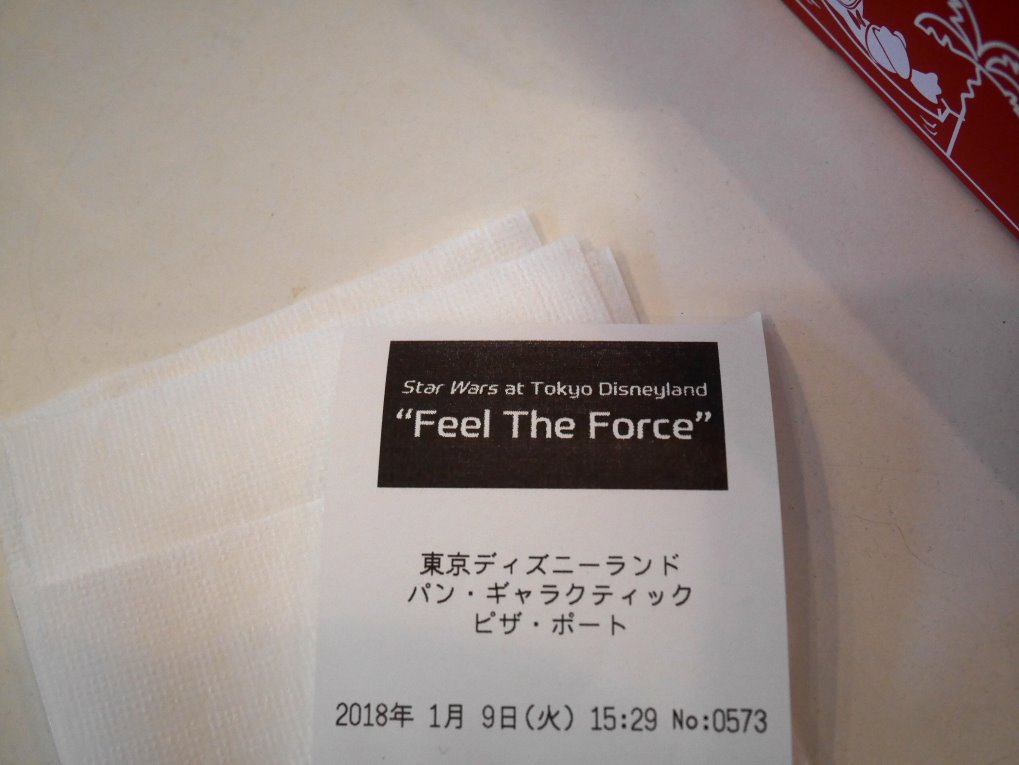 Star Wars at Tokyo Disneyland
“Feel The Force”
東京ディズニーランド
パン・ギャラクティック
ピザ・ポート
2018年 1月 9日(火) 15:29 No:0573